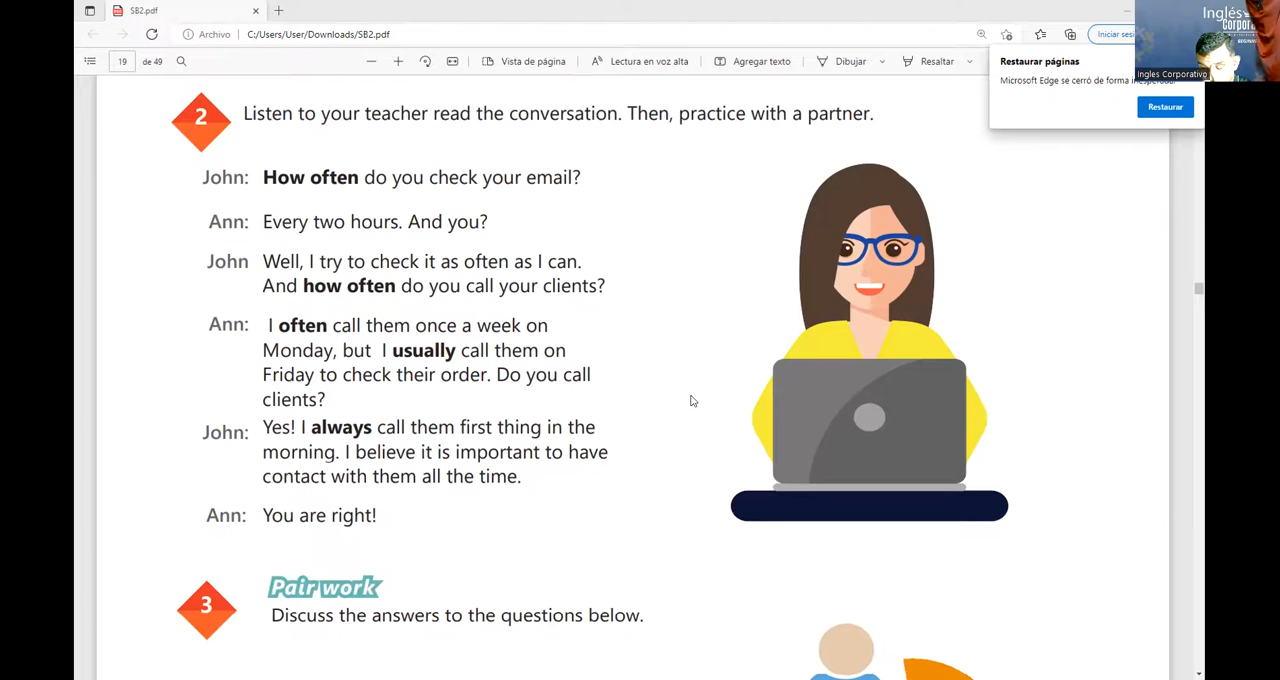 SB2.pdf
Archivo
C:/Users/User/Downloads/SB2.pdf
Iniciar
19 de 49
Vista de página
Lectura en voz alta
Agregar texto
Dibujar
Resaltar
Restaurar páginas
Microsoft Edge se cerró de forma
Restaurar
Inglés
BEGINNER
Ingles Corporativo
2
Listen to your teacher read the conversation. Then, practice with a partner.
John: How often do you check your email?
Ann: Every two hours. And you?
John Well, I try to check it as often as I can.
And how often do you call your clients?
Ann: I often call them once a week on
Monday, but I usually call them on
Friday to check their order. Do you call
clients?
John: Yes! I always call them first thing in the
morning. I believe it is important to have
contact with them all the time.
Ann: You are right!
3
Pair work
Discuss the answers to the questions below.